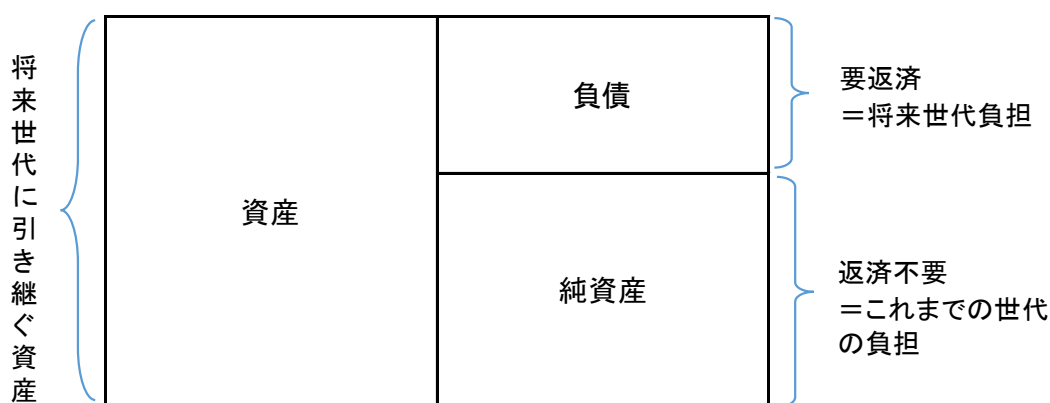 将来世代に引き継ぐ資産
資産
負債
純資産
要返済
＝将来世代負担
返済不要
＝これまでの世代
の負担